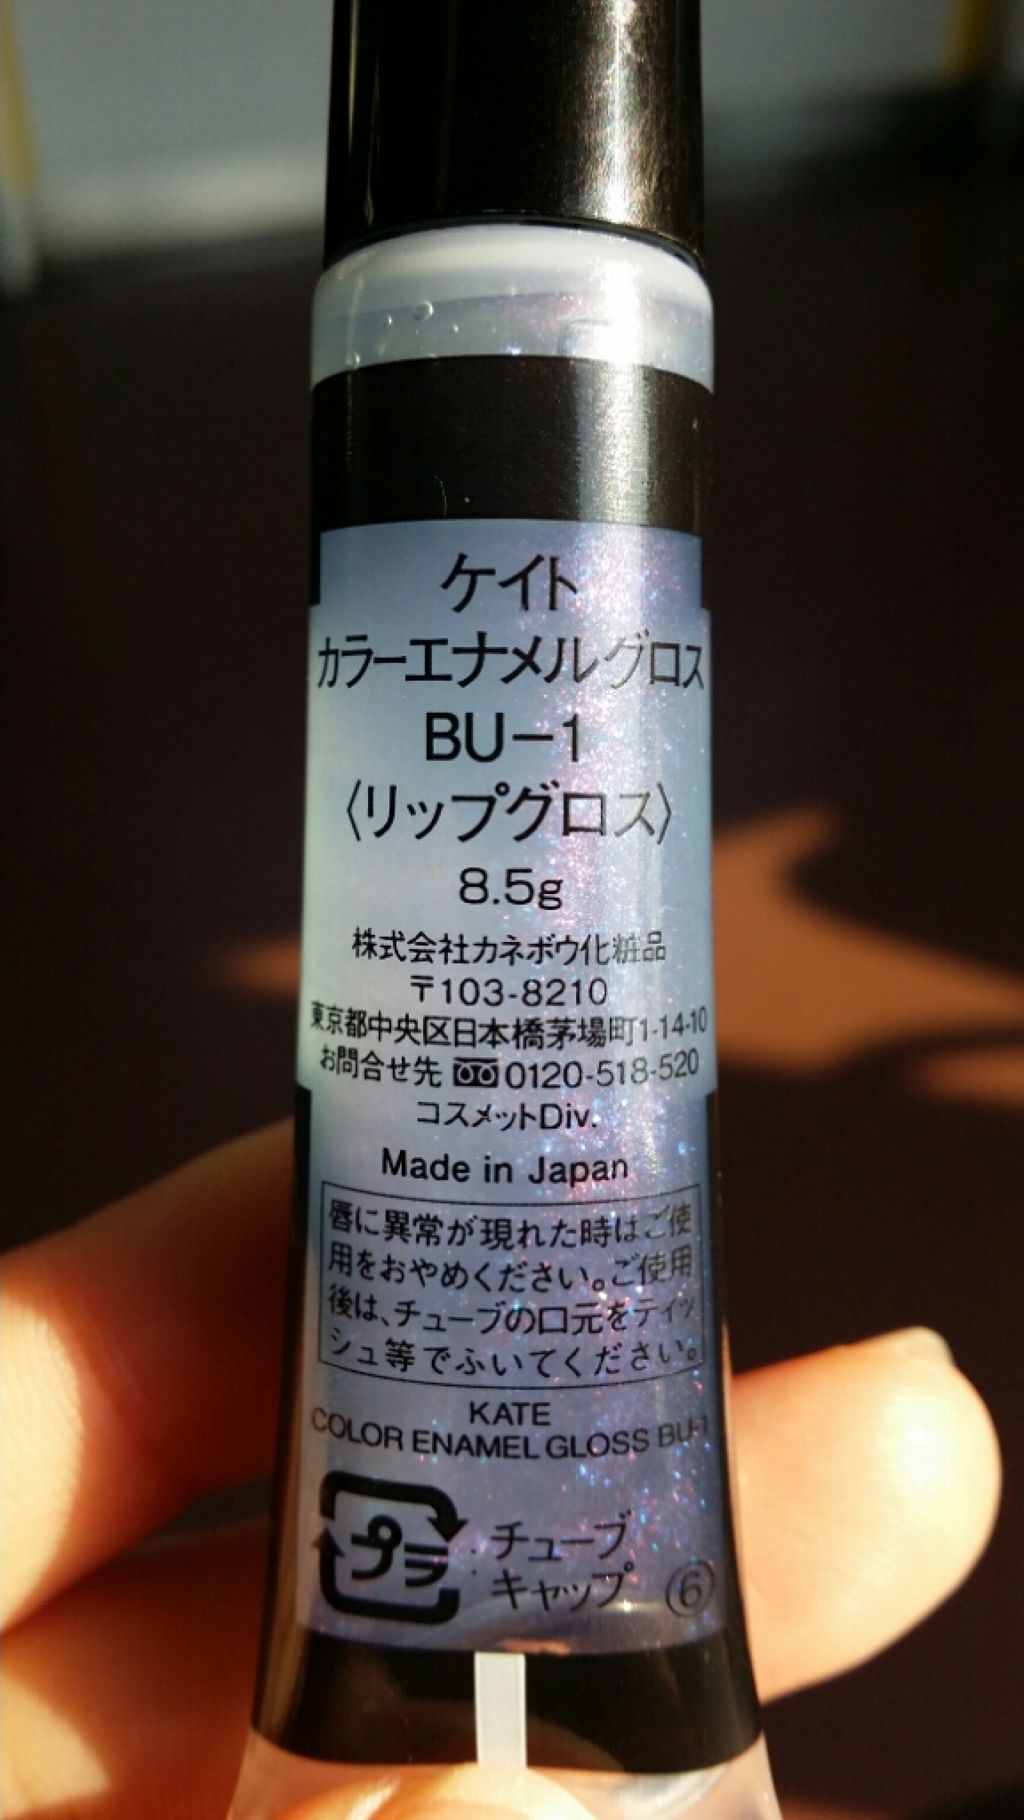 ケイト
カラーエナメルグロス
BU-1
〈リップグロス〉
8.5g
株式会社カネボウ化粧品
〒103-8210
東京都中央区日本橋茅場町1-14-10
お問合せ先 0120-518-520
コスメットDiv.
Made in Japan
唇に異常が現れた時はご使
用をおやめください。ご使用
後は、チューブの口元をティッ
シュ等でふいてください。
KATE
COLOR ENAMEL GLOSS BU-1
プラ
チューブ
キャップ ⑥